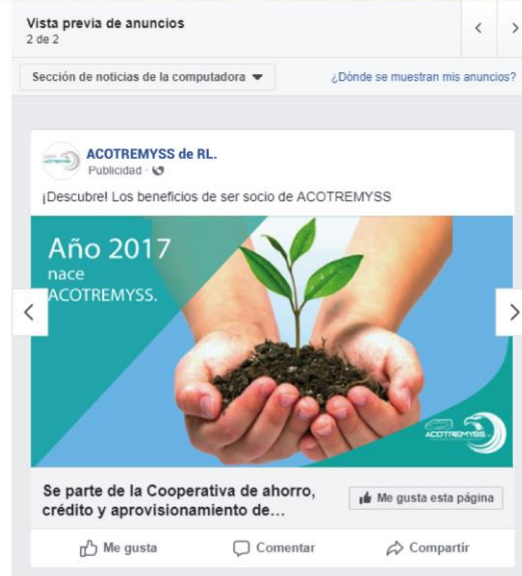 Vista previa de anuncios
2 de 2
Sección de noticias de la computadora
¿Dónde se muestran mis anuncios?
ACOTREMYSS de RL.
Publicidad ·
¡Descubre! Los beneficios de ser socio de ACOTREMYSS
Año 2017
nace
ACOTREMYSS.
ACOTREMYSS
Se parte de la Cooperativa de ahorro,
crédito y aprovisionamiento de...
Me gusta esta página
Me gusta
Comentar
Compartir